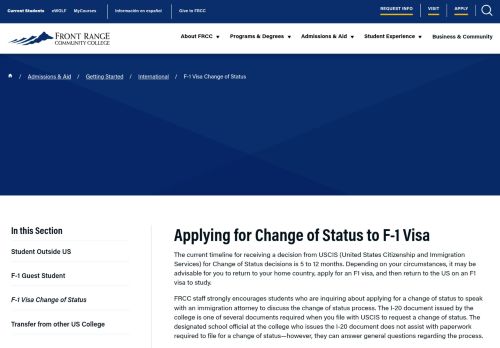 Current Students eWOLF MyCourses Información en español Give to FRCC REQUEST INFO VISIT APPLY
FRONT RANGE
COMMUNITY COLLEGE
About FRCC Programs & Degrees Admissions & Aid Student Experience Business & Community
/ Admissions & Aid / Getting Started / International / F-1 Visa Change of Status
In this Section
Student Outside US
F-1 Guest Student
F-1 Visa Change of Status
Transfer from other US College
Applying for Change of Status to F-1 Visa
The current timeline for receiving a decision from USCIS (United States Citizenship and Immigration
Services) for Change of Status decisions is 5 to 12 months. Depending on your circumstances, it may be
advisable for you to return to your home country, apply for an F1 visa, and then return to the US on an F1
visa to study.
FRCC staff strongly encourages students who are inquiring about applying for a change of status to speak
with an immigration attorney to discuss the change of status process. The I-20 document issued by the
college is one of several documents required when you file with USCIS to request a change of status. The
designated school official at the college who issues the I-20 document does not assist with paperwork
required to file for a change of status—however, they can answer general questions regarding the process.